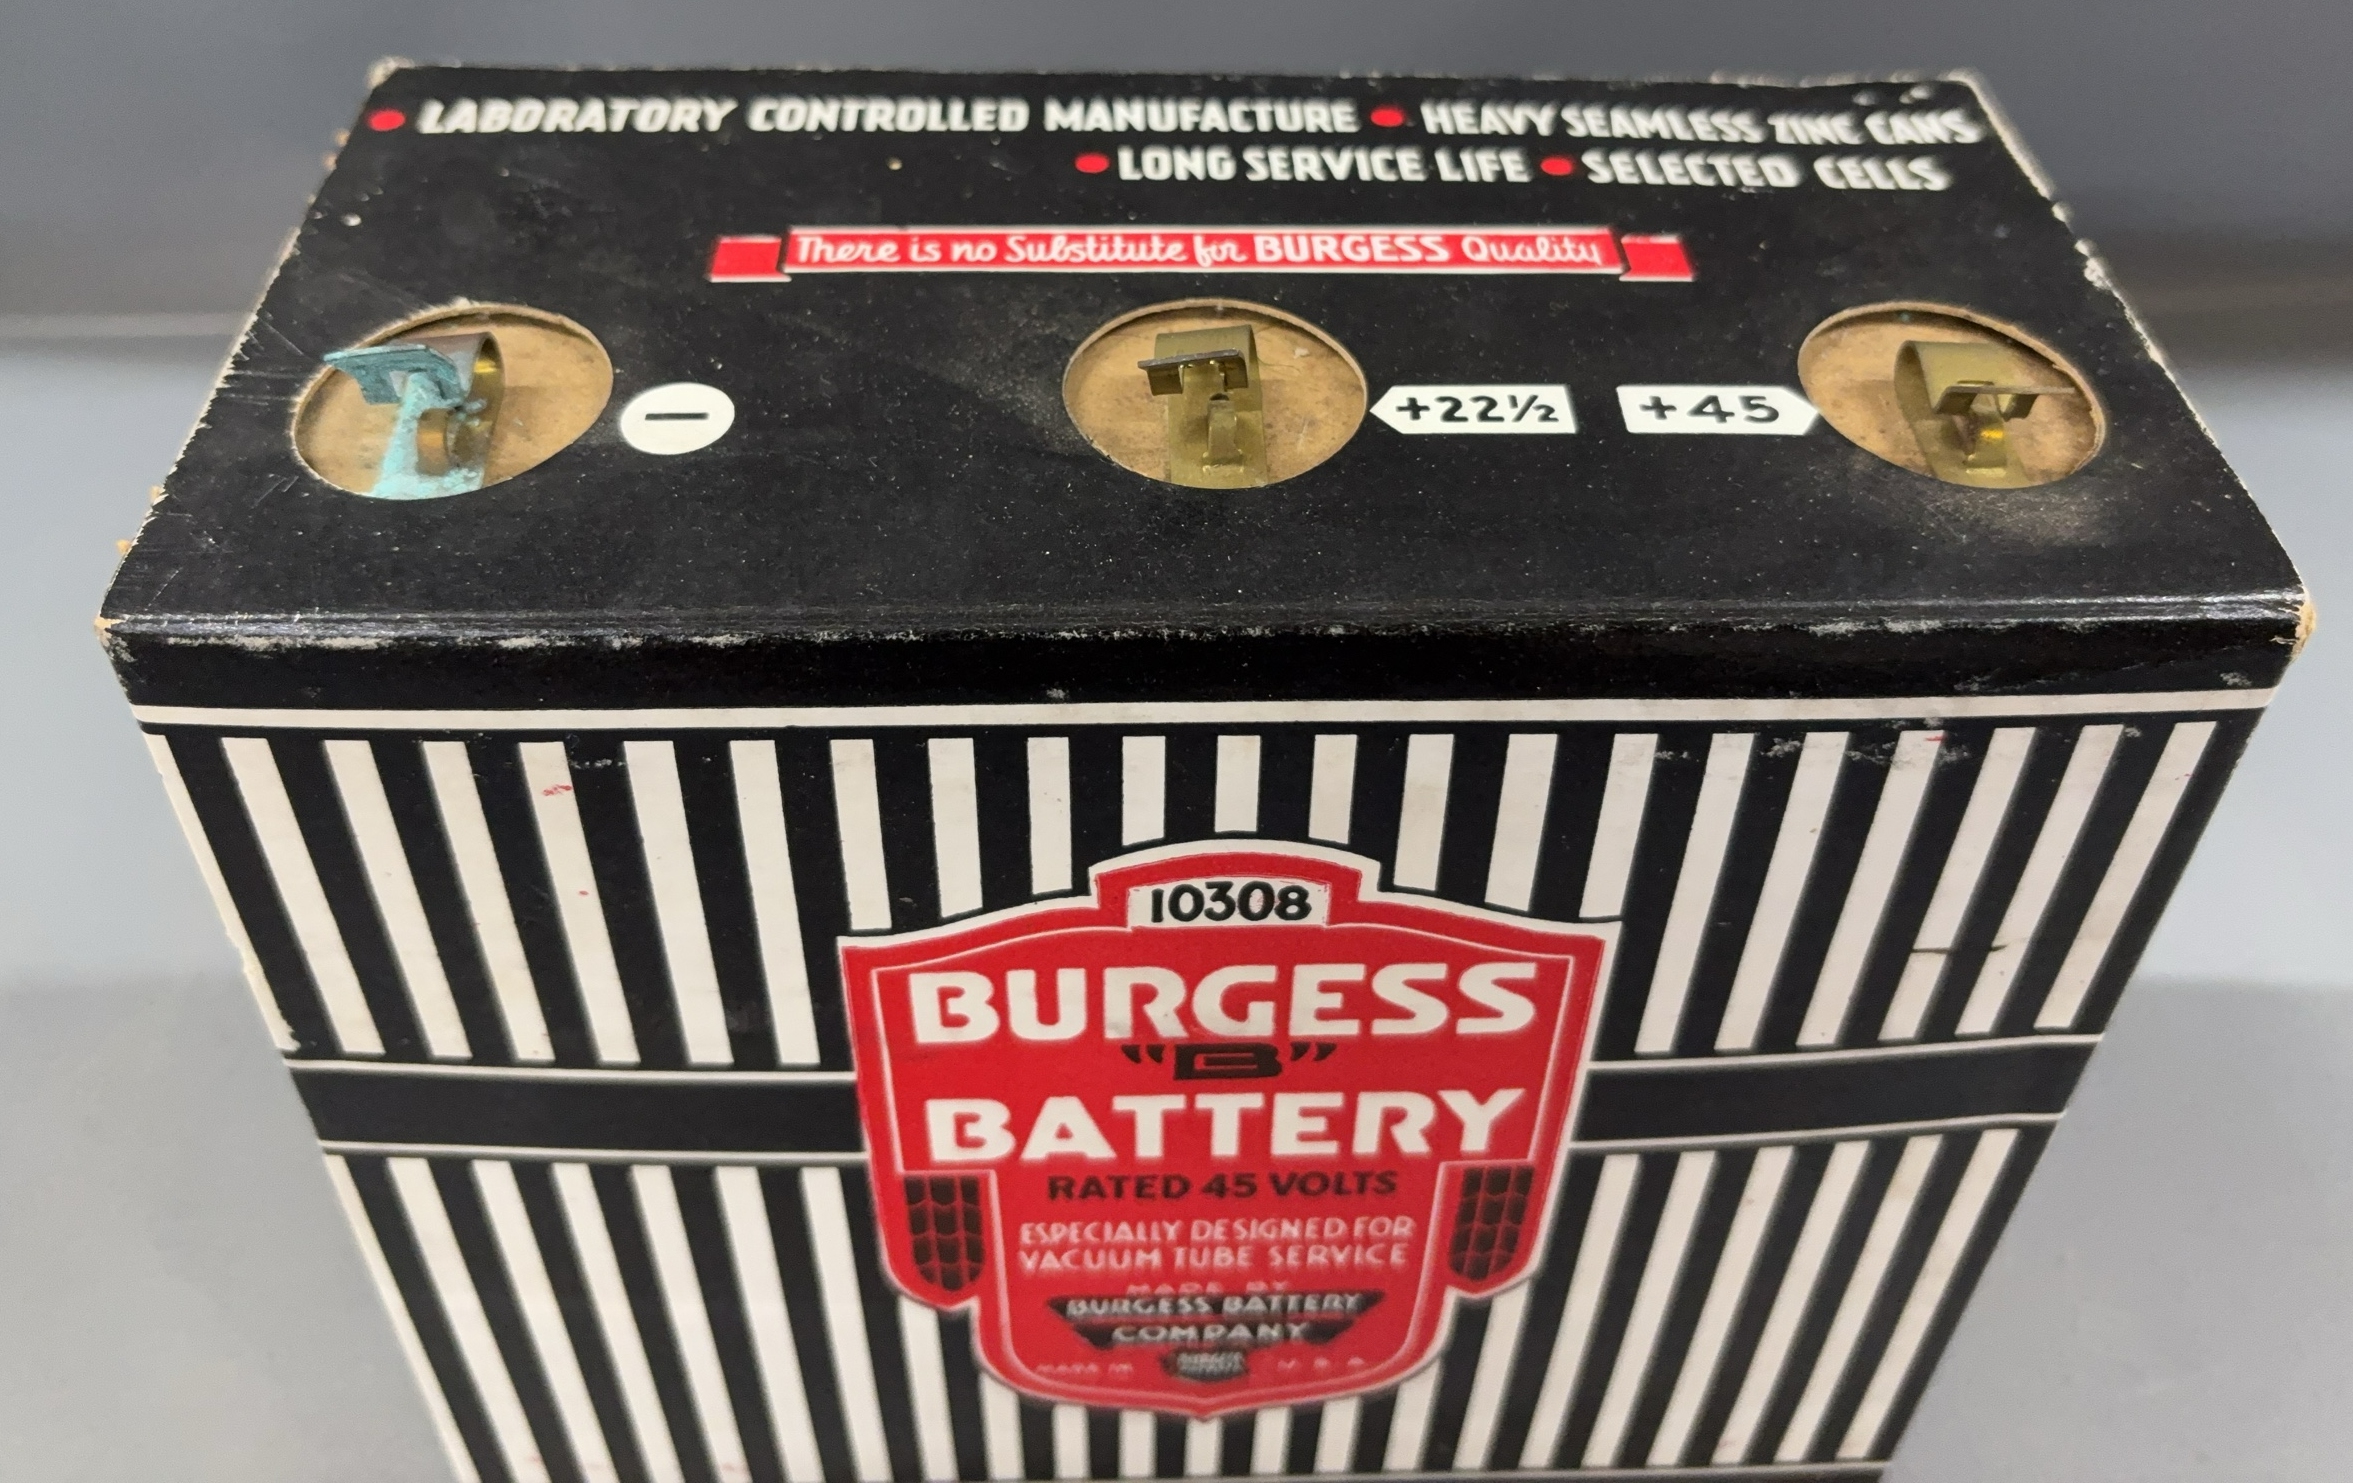 • LABORATORY CONTROLLED MANUFACTURE • HEAVY SEAMLESS ZINC CANS
• LONG SERVICE LIFE • SELECTED CELLS
There is no Substitute for BURGESS Quality
– +22½ +45
10308
BURGESS
"B"
BATTERY
RATED 45 VOLTS
ESPECIALLY DESIGNED FOR
VACUUM TUBE SERVICE
MADE BY
BURGESS BATTERY
COMPANY
MADE IN U.S.A.